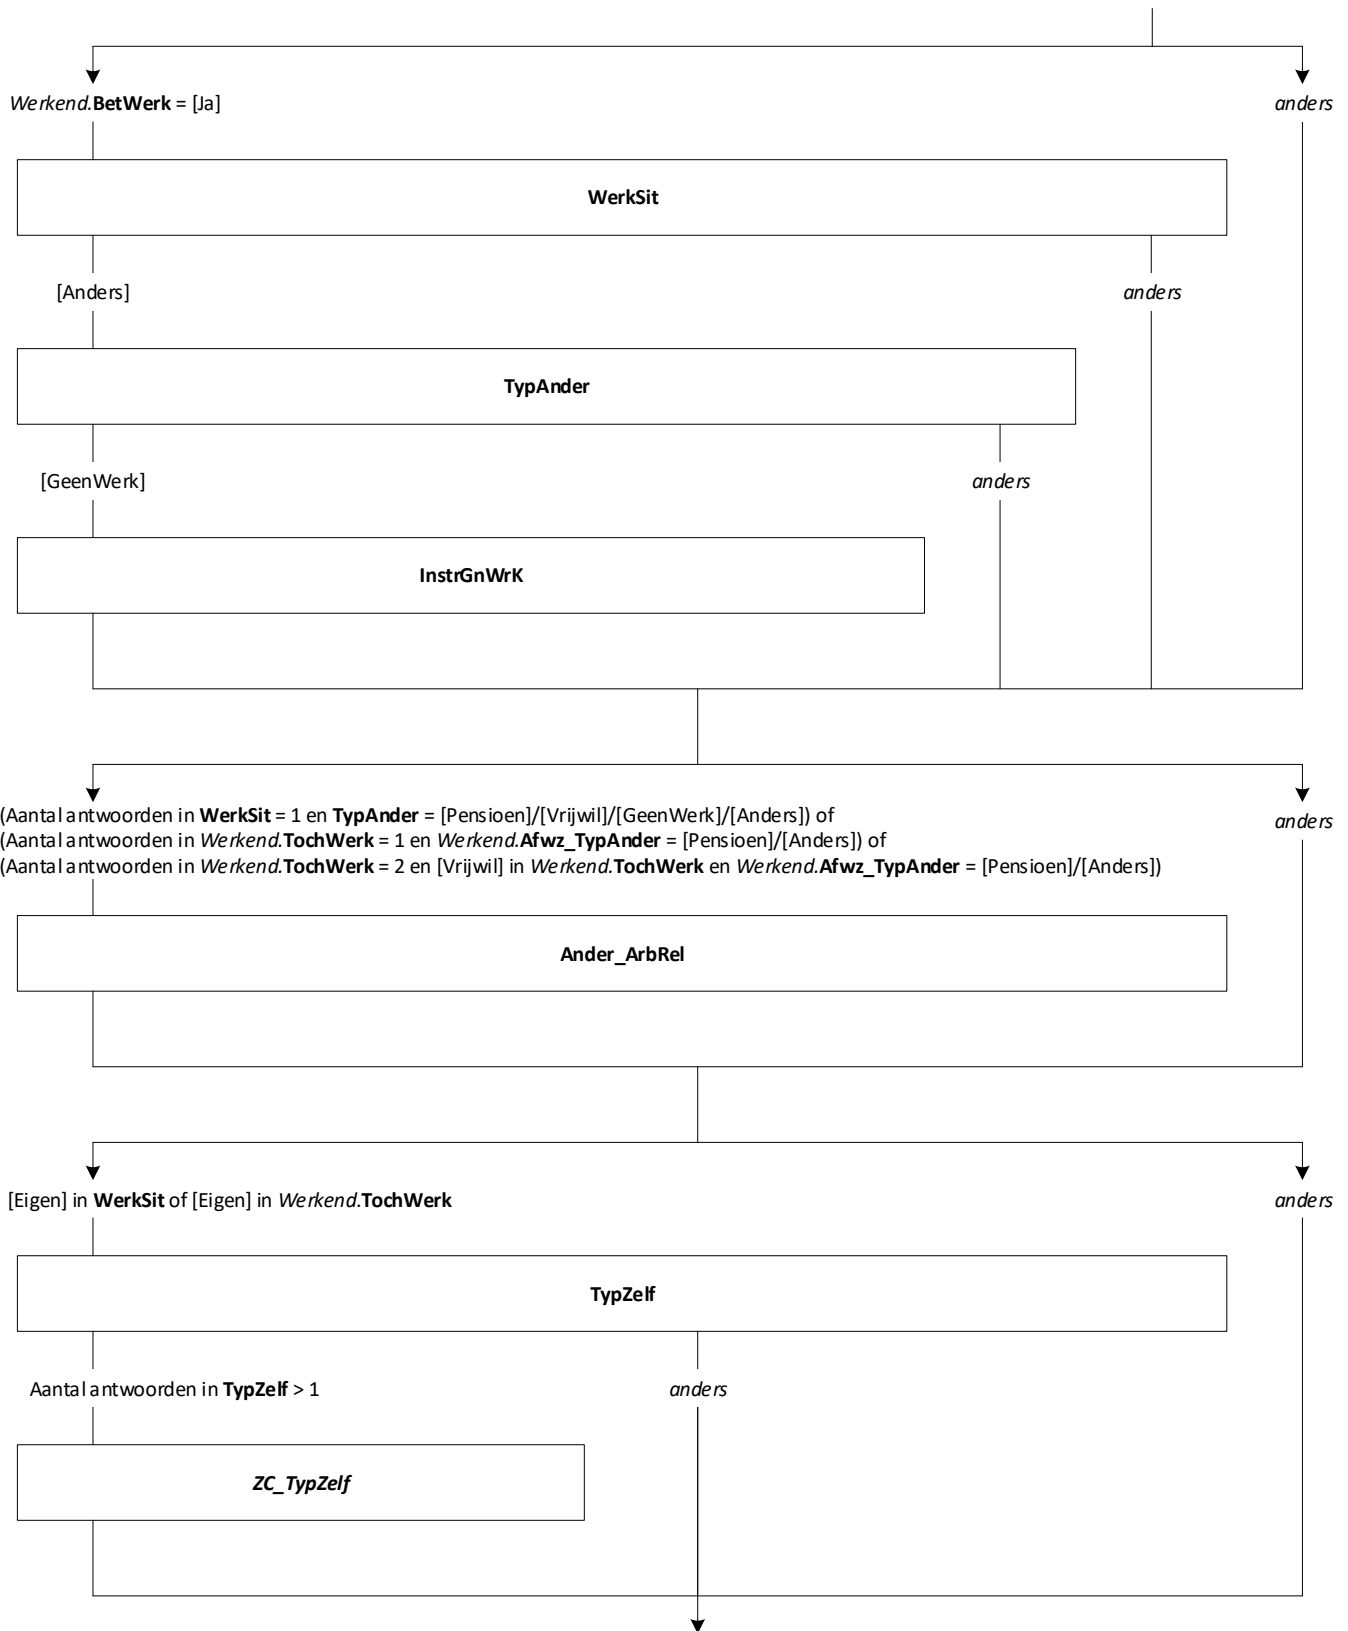 Werkend.BetWerk = [Ja]
anders
WerkSit
[Anders]
anders
TypAnder
[GeenWerk]
anders
InstrGnWrK
(Aantal antwoorden in WerkSit = 1 en TypAnder = [Pensioen]/[Vrijwil]/[GeenWerk]/[Anders]) of
anders
(Aantal antwoorden in Werkend.TochWerk = 1 en Werkend.Afwz_TypAnder = [Pensioen]/[Anders]) of
(Aantal antwoorden in Werkend.TochWerk = 2 en [Vrijwil] in Werkend.TochWerk en Werkend.Afwz_TypAnder = [Pensioen]/[Anders])
Ander_ArbRel
[Eigen] in WerkSit of [Eigen] in Werkend.TochWerk
anders
TypZelf
Aantal antwoorden in TypZelf > 1
anders
ZC_TypZelf